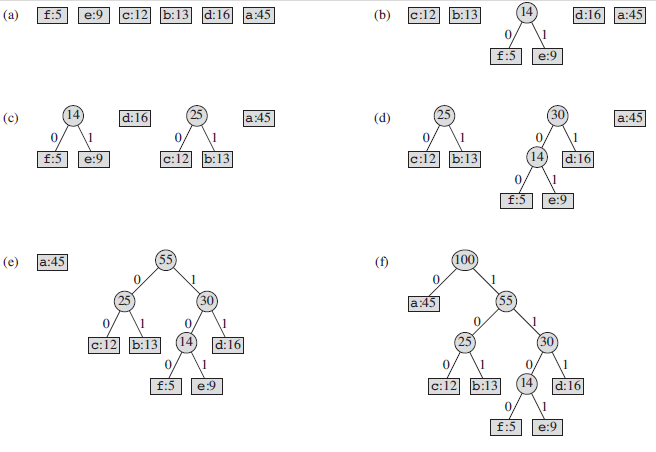 (a) f:5 e:9 c:12 b:13 d:16 a:45
(b) c:12 b:13 14 d:16 a:45
0 1
f:5 e:9
(c) 14 d:16 25 a:45
0 1 0 1
f:5 e:9 c:12 b:13
(d) 25 30 a:45
0 1 0 1
c:12 b:13 14 d:16
0 1
f:5 e:9
(e) a:45 55
0 1
25 30
0 1 0 1
c:12 b:13 14 d:16
0 1
f:5 e:9
(f) 100
0 1
a:45 55
0 1
25 30
0 1 0 1
c:12 b:13 14 d:16
0 1
f:5 e:9